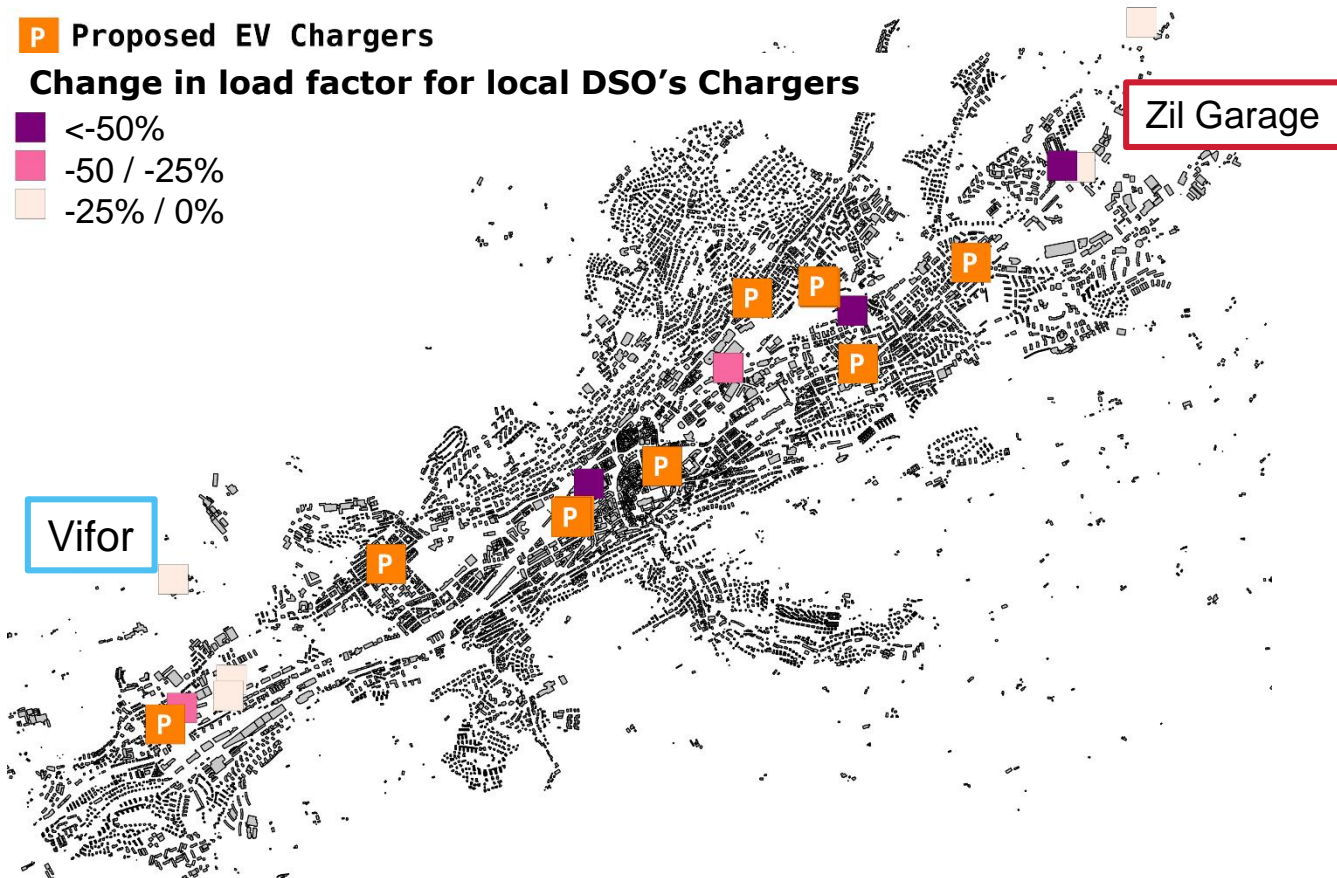 P Proposed EV Chargers
Change in load factor for local DSO’s Chargers
<-50%
-50 / -25%
-25% / 0%
Zil Garage
P
P
P
P
P
P
Vifor
P
P